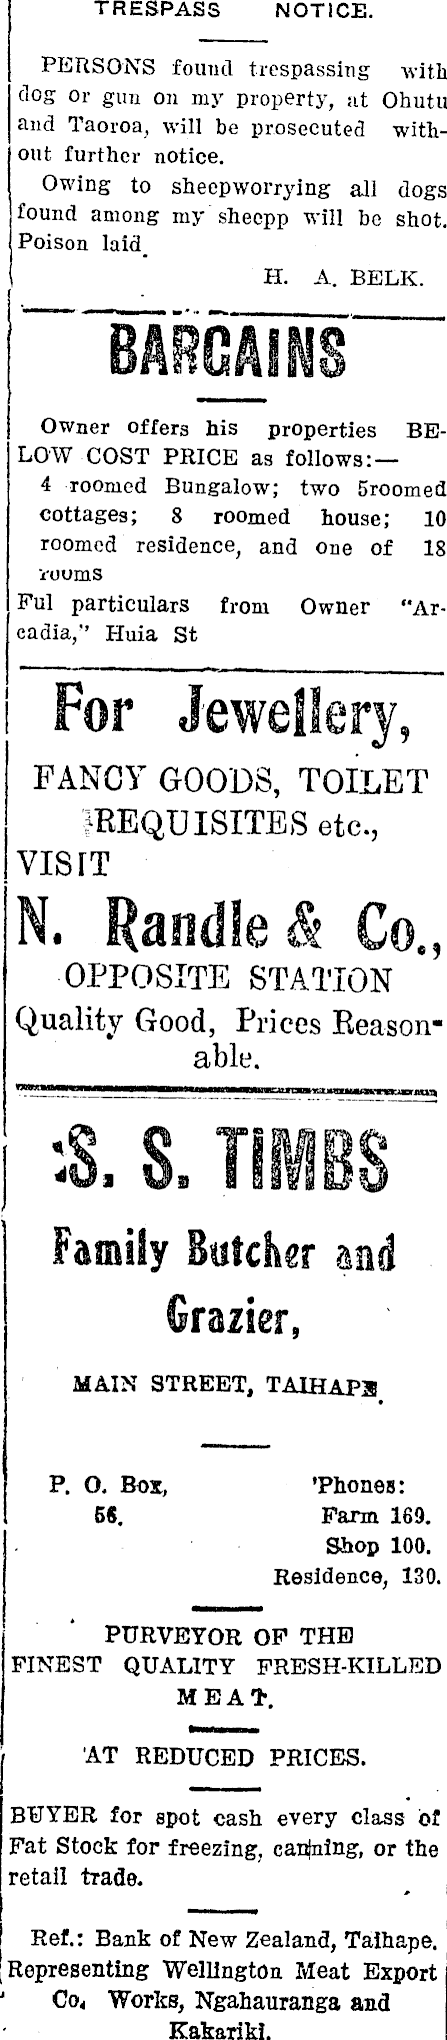 TRESPASS NOTICE.
PERSONS found trespassing with
dog or gun on my property, at Ohutu
and Taoroa, will be prosecuted with-
out further notice.
Owing to sheepworrying all dogs
found among my sheepp will be shot.
Poison laid.
H. A. BELK.
BARGAINS
Owner offers his properties BE-
LOW COST PRICE as follows:—
4 roomed Bungalow; two 5roomed
cottages; 8 roomed house; 10
roomed residence, and one of 18
rooms
Ful particulars from Owner "Ar-
cadia," Huia St
For Jewellery,
FANCY GOODS, TOILET
REQUISITES etc.,
VISIT
N. Randle & Co.,
OPPOSITE STATION
Quality Good, Prices Reason-
able.
S. S. TIMBS
Family Butcher and
Grazier,
MAIN STREET, TAIHAPE.
P. O. Box, 'Phones:
56. Farm 169.
Shop 100.
Residence, 130.
PURVEYOR OF THE
FINEST QUALITY FRESH-KILLED
MEAT.
AT REDUCED PRICES.
BUYER for spot cash every class of
Fat Stock for freezing, canning, or the
retail trade.
Ref.: Bank of New Zealand, Taihape.
Representing Wellington Meat Export
Co. Works, Ngahauranga and
Kakariki.